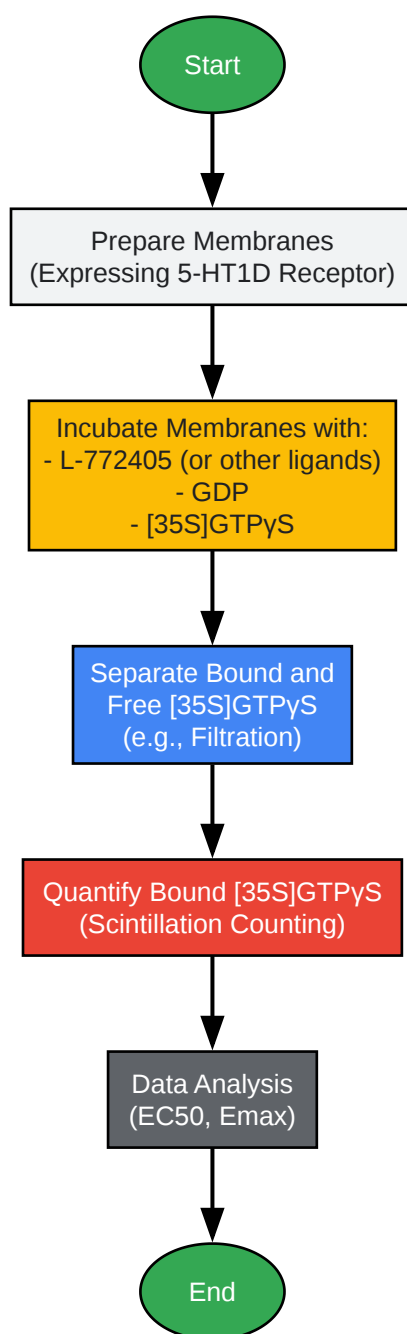 Start
Prepare Membranes
(Expressing 5-HT1D Receptor)
Incubate Membranes with:
- L-772405 (or other ligands)
- GDP
- [35S]GTPγS
Separate Bound and
Free [35S]GTPγS
(e.g., Filtration)
Quantify Bound [35S]GTPγS
(Scintillation Counting)
Data Analysis
(EC50, Emax)
End